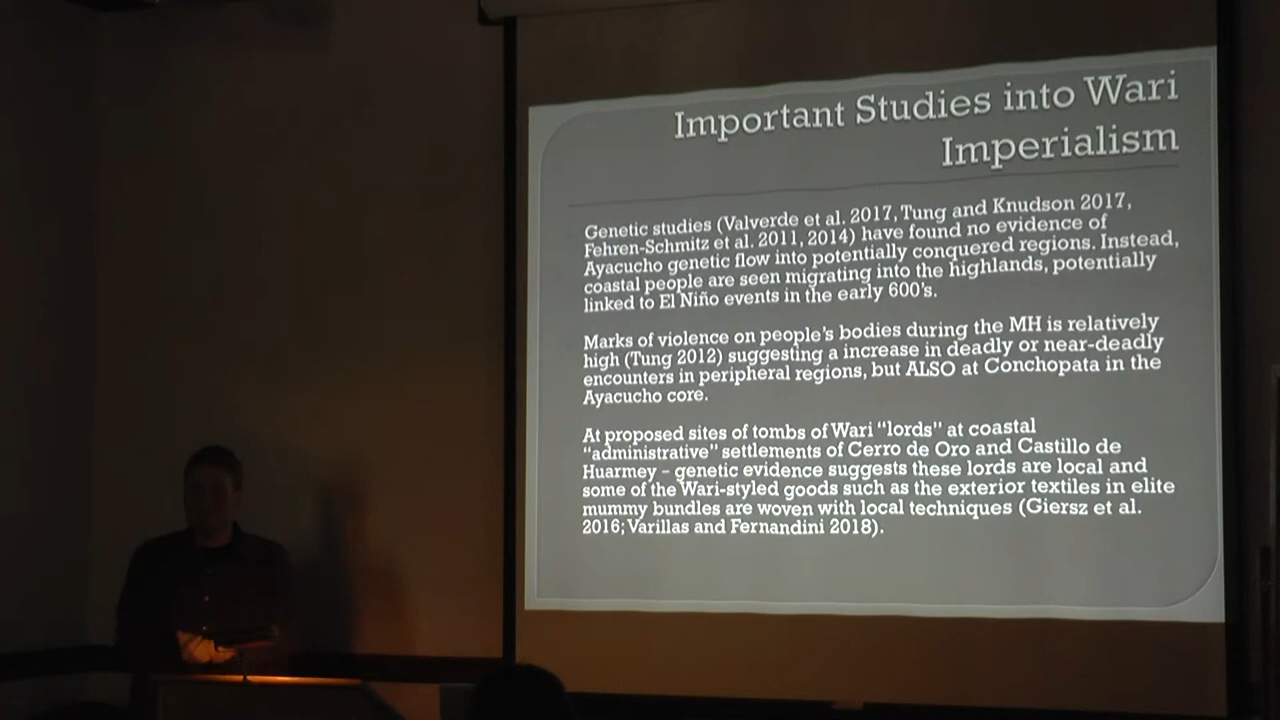 Important Studies into Wari
Imperialism
Genetic studies (Valverde et al. 2017, Tung and Knudson 2017,
Fehren-Schmitz et al. 2011, 2014) have found no evidence of
Ayacucho genetic flow into potentially conquered regions. Instead,
coastal people are seen migrating into the highlands, potentially
linked to El Niño events in the early 600's.
Marks of violence on people's bodies during the MH is relatively
high (Tung 2012) suggesting a increase in deadly or near-deadly
encounters in peripheral regions, but ALSO at Conchopata in the
Ayacucho core.
At proposed sites of tombs of Wari "lords" at coastal
"administrative" settlements of Cerro de Oro and Castillo de
Huarmey – genetic evidence suggests these lords are local and
some of the Wari-styled goods such as the exterior textiles in elite
mummy bundles are woven with local techniques (Giersz et al.
2016; Varillas and Fernandini 2018).